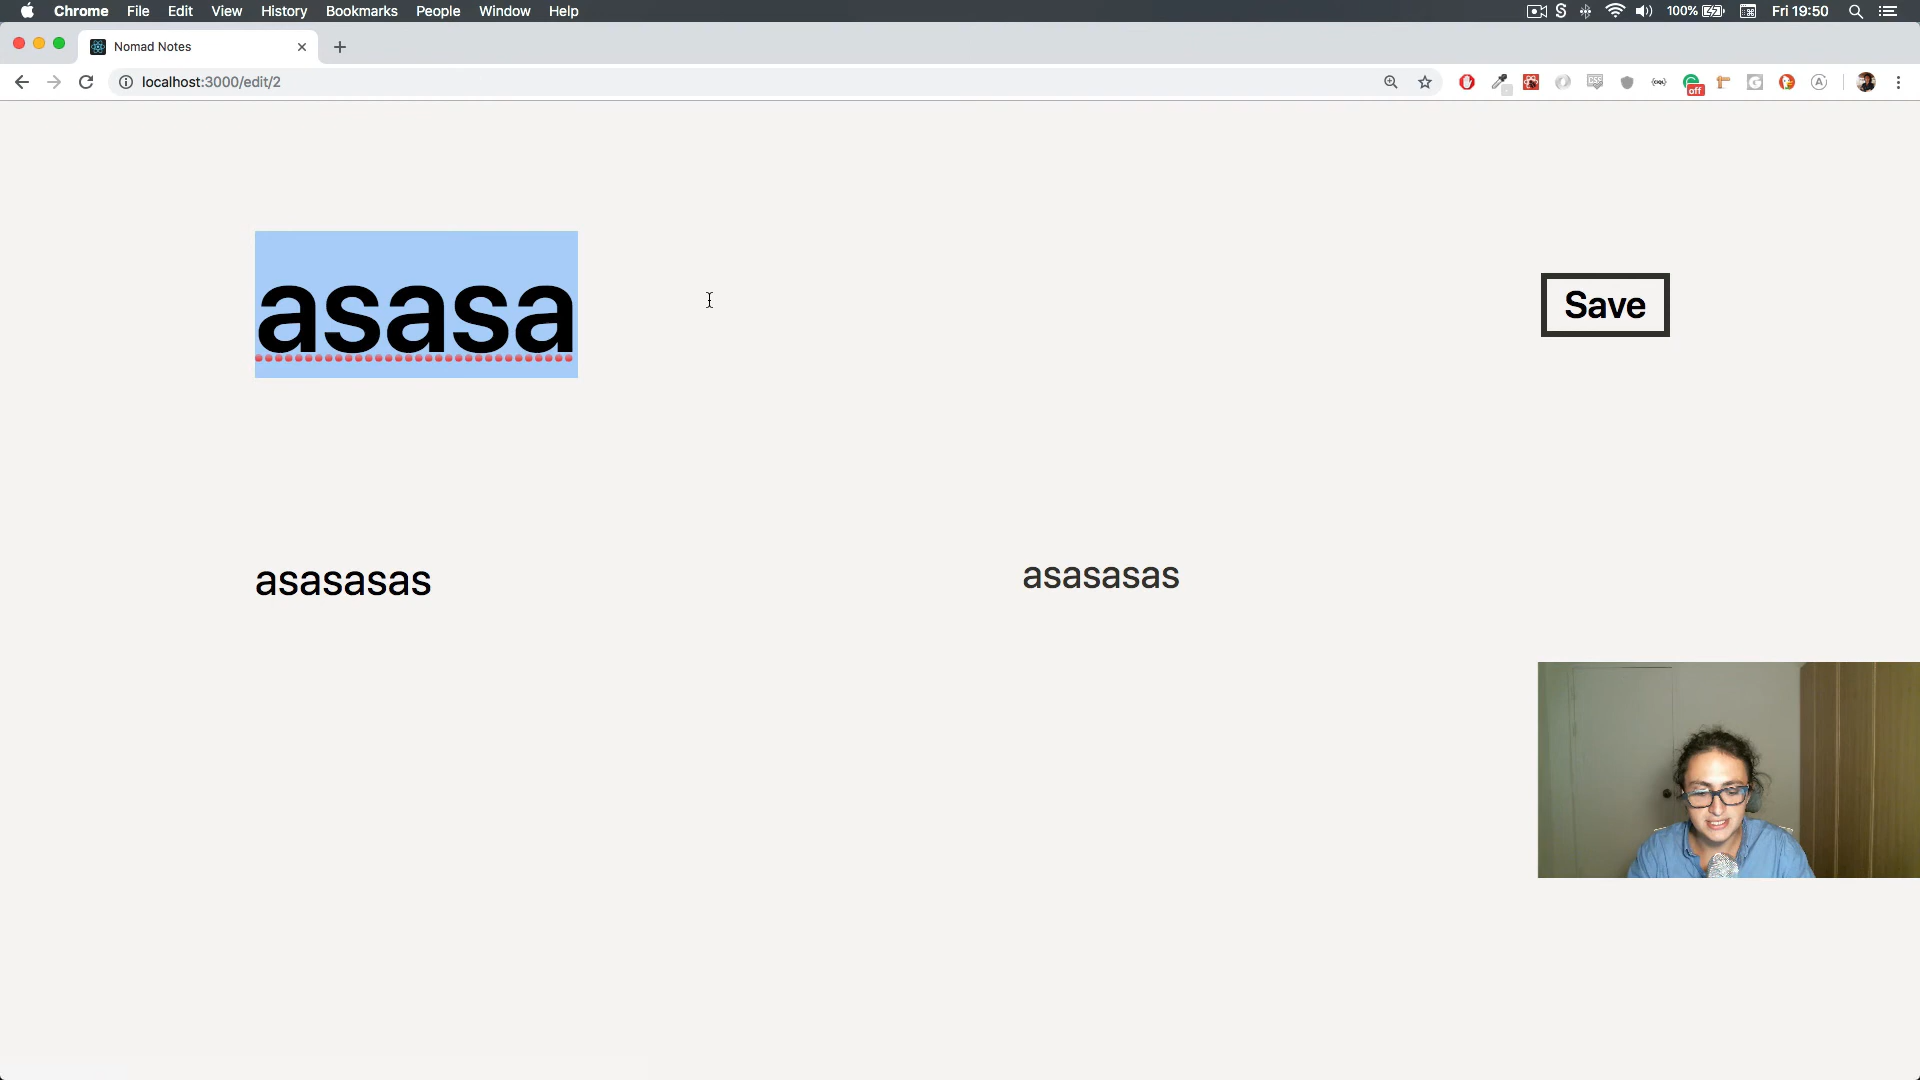 Chrome File Edit View History Bookmarks People Window Help
100% Fri 19:50
Nomad Notes
localhost:3000/edit/2
off
asasa
Save
asasasas
asasasas